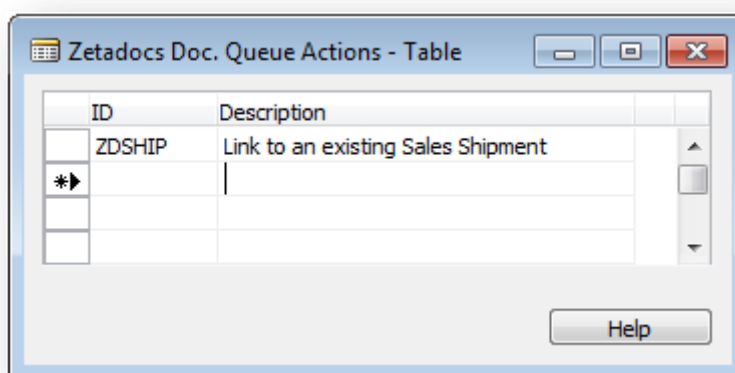 Zetadocs Doc. Queue Actions - Table
ID Description
ZDSHIP Link to an existing Sales Shipment
Help